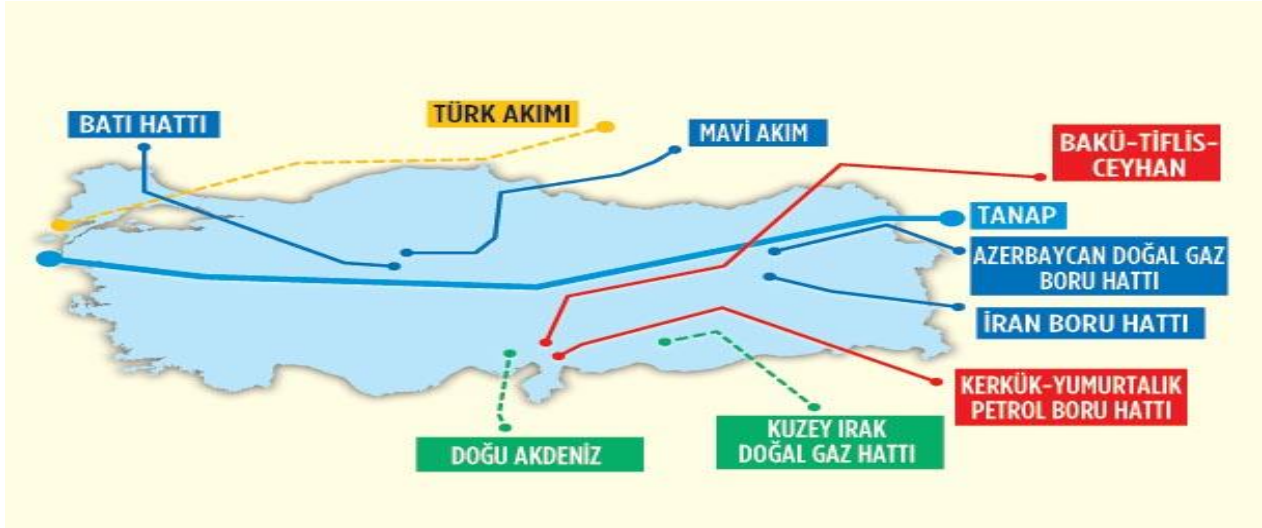 BATI HATTI
TÜRK AKIMI
MAVİ AKIM
BAKÜ-TİFLİS-
CEYHAN
TANAP
AZERBAYCAN DOĞAL GAZ
BORU HATTI
İRAN BORU HATTI
KERKÜK-YUMURTALIK
PETROL BORU HATTI
KUZEY IRAK
DOĞAL GAZ HATTI
DOĞU AKDENİZ